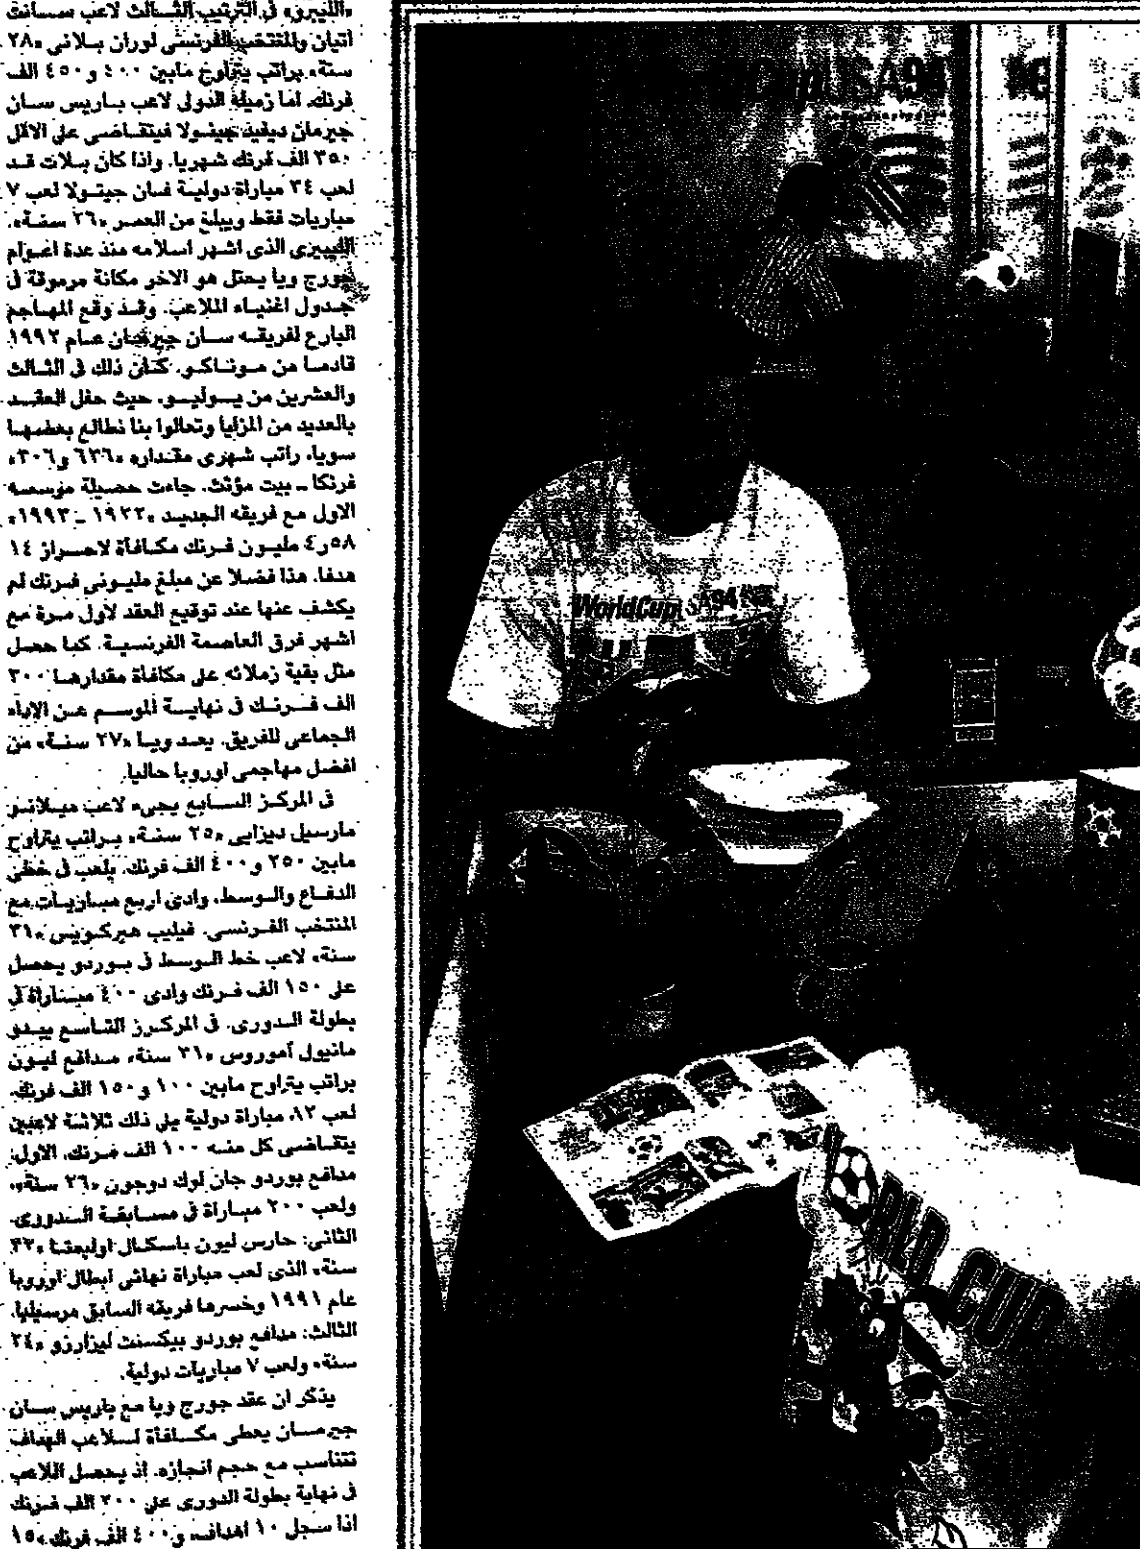 «الليبرو» في الترتيب الثالث لاعب سانت
اتيان والمنتخب الفرنسي لوران بلاني «٢٨
سنة» براتب يتراوح مابين ٤٠٠ و ٤٥٠ الف
فرنك. اما زميله الدولي لاعب باريس سان
جيرمان ديفيد جينولا فيتقاضى على الاقل
٣٥٠ الف فرنك شهريا. واذا كان بلات قد
لعب ٣٤ مباراة دولية فان جينولا لعب ٧
مباريات فقط ويبلغ من العمر «٢٦ سنة».
الليبيري الذي اشهر اسلامه منذ عدة اعوام
جورج ويا يحتل هو الاخر مكانة مرموقة في
جدول اغنياء الملاعب. وقد وقع المهاجم
البارع لفريقه سان جيرمان عام ١٩٩٢
قادما من موناكو. كان ذلك في الثالث
والعشرين من يوليو. حيث حفل العقد
بالعديد من المزايا وتعالوا بنا نطالع بعضها
سويا. راتب شهري مقداره «٦٣٦ و٣٠٦»
فرنكا - بيت مؤثث. جاءت حصيلة موسمه
الاول مع فريقه الجديد «١٩٢٢ - ١٩٩٣»
٥٨ر٤ مليون فرنك مكافأة لاحراز ١٤
هدفا. هذا فضلا عن مبلغ مليوني فرنك لم
يكشف عنها عند توقيع العقد لاول مرة مع
اشهر فرق العاصمة الفرنسية. كما حصل
مثل بقية زملائه على مكافاة مقدارها ٣٠٠
الف فرنك في نهاية الموسم عن الاداء
الجماعي للفريق. يعد ويا «٢٧ سنة» من
افضل مهاجمي اوروبا حاليا.
في المركز السابع يجيء لاعب ميلانو
مارسيل ديزايي «٢٥ سنة» براتب يتراوح
مابين ٢٥٠ و ٤٠٠ الف فرنك. يلعب في خطي
الدفاع والوسط. وادى اربع مباريات مع
المنتخب الفرنسي. فيليب فيركويس «٣١
سنة» لاعب خط الوسط في بوردو يحصل
على ١٥٠ الف فرنك وادى ٤٠٠ مباراة في
بطولة الدوري. في المركز التاسع يبدو
مانيول آموروس «٣١ سنة» مدافع ليون
براتب يتراوح مابين ١٠٠ و ١٥٠ الف فرنك.
لعب ٨٢ مباراة دولية يلي ذلك ثلاثة لاعبين
يتقاضى كل منهم ١٠٠ الف فرنك. الاول:
مدافع بوردو جان لوك دوجون «٢٦ سنة»
ولعب ٢٠٠ مباراة في مسابقة الدوري.
الثاني: حارس ليون باسكال اولميتا «٣٢
سنة» الذي لعب مباراة نهائي ابطال اوروبا
عام ١٩٩١ وخسرها فريقه السابق مرسيليا.
الثالث: مدافع بوردو بيكسنت ليزارزو «٢٤
سنة» ولعب ٧ مباريات دولية.
يذكر ان عقد جورج ويا مع باريس سان
جيرمان يعطي مكافأة للاعب الهداف
تتناسب مع حجم انجازه. اذ يحصل اللاعب
في نهاية بطولة الدوري على ٢٠٠ الف فرنك
اذا سجل ١٠ اهداف و ٤٠٠ الف فرنك «١٥
CupUSA94
WorldCupUSA94
WORLD CUP